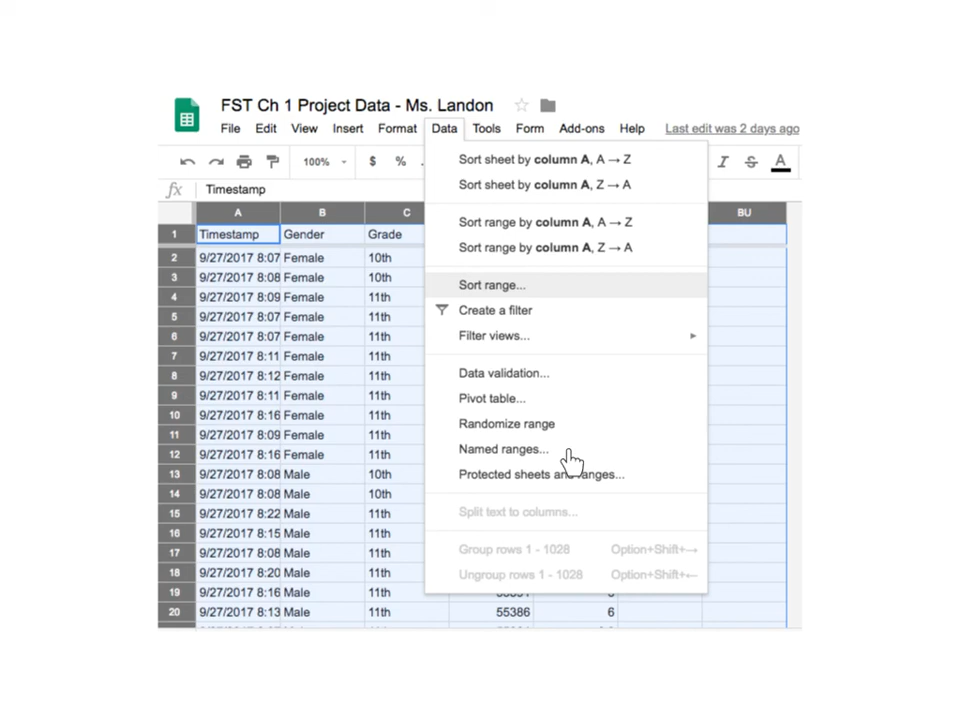 FST Ch 1 Project Data - Ms. Landon
File Edit View Insert Format Data Tools Form Add-ons Help Last edit was 2 days ago
100% $ % . I S A
fx Timestamp
A B C BU
1 Timestamp Gender Grade
2 9/27/2017 8:07 Female 10th
3 9/27/2017 8:08 Female 10th
4 9/27/2017 8:09 Female 11th
5 9/27/2017 8:07 Female 11th
6 9/27/2017 8:07 Female 11th
7 9/27/2017 8:11 Female 11th
8 9/27/2017 8:12 Female 11th
9 9/27/2017 8:11 Female 11th
10 9/27/2017 8:16 Female 11th
11 9/27/2017 8:09 Female 11th
12 9/27/2017 8:16 Female 11th
13 9/27/2017 8:08 Male 10th
14 9/27/2017 8:08 Male 10th
15 9/27/2017 8:22 Male 11th
16 9/27/2017 8:15 Male 11th
17 9/27/2017 8:08 Male 11th
18 9/27/2017 8:20 Male 11th
19 9/27/2017 8:16 Male 11th
20 9/27/2017 8:13 Male 11th 55386 6
Sort sheet by column A, A → Z
Sort sheet by column A, Z → A
Sort range by column A, A → Z
Sort range by column A, Z → A
Sort range...
Create a filter
Filter views...
Data validation...
Pivot table...
Randomize range
Named ranges...
Protected sheets and ranges...
Split text to columns...
Group rows 1 - 1028 Option+Shift+→
Ungroup rows 1 - 1028 Option+Shift+←